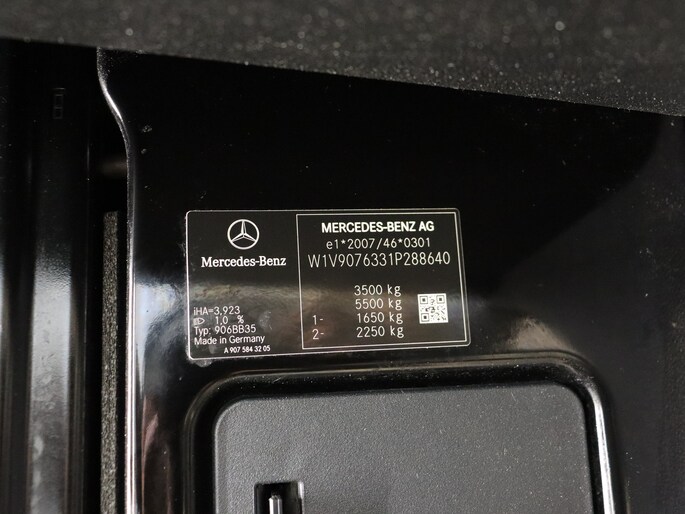 Mercedes-Benz
iHA=3,923
1,0 %
Typ: 906BB35
Made in Germany
A 907 584 32 05
MERCEDES-BENZ AG
e1*2007/46*0301
W1V9076331P288640
3500 kg
5500 kg
1- 1650 kg
2- 2250 kg